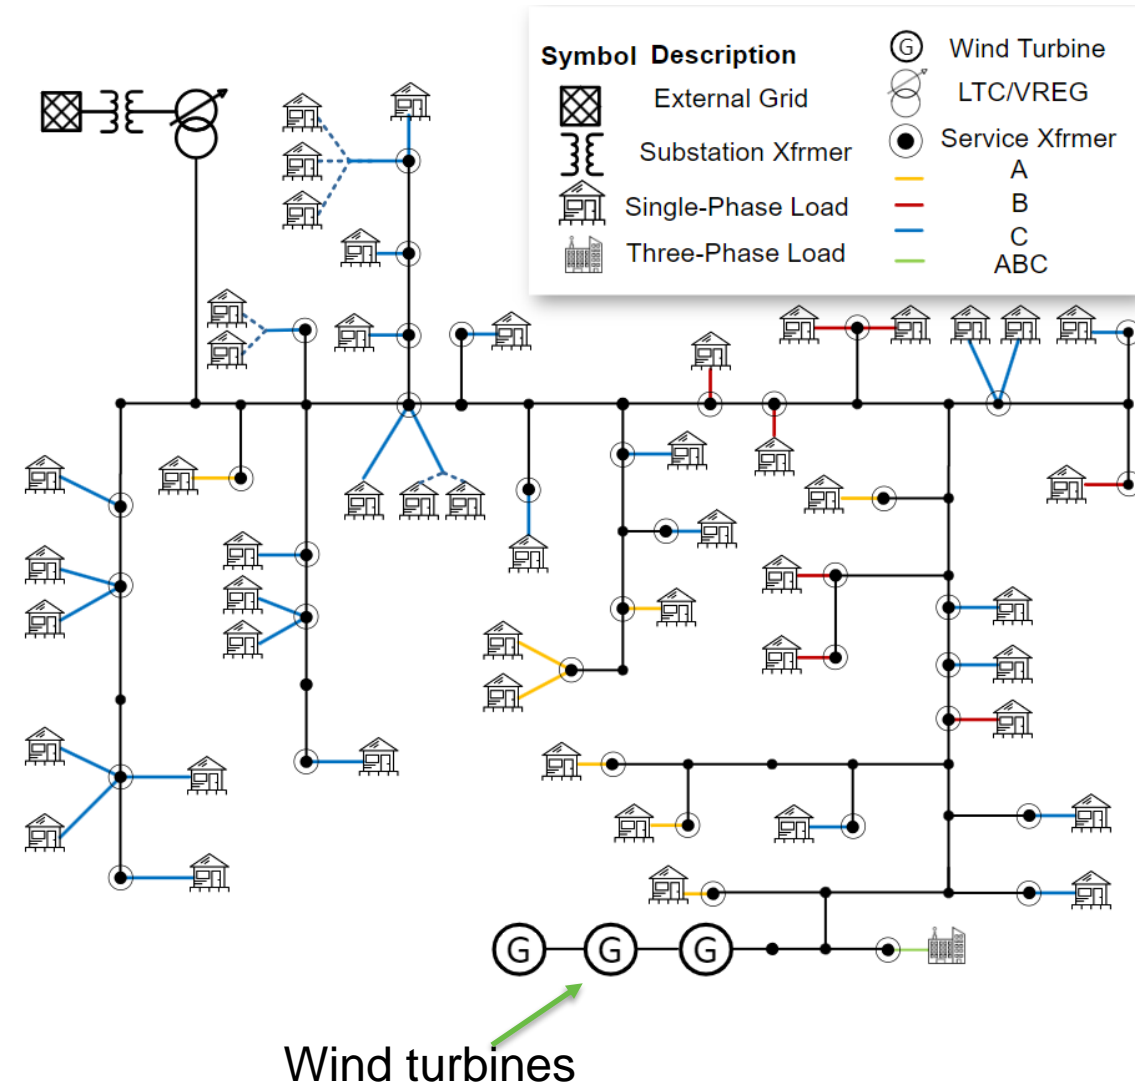 Symbol Description
External Grid
Substation Xfrmer
Single-Phase Load
Three-Phase Load
G Wind Turbine
LTC/VREG
Service Xfrmer
A
B
C
ABC
G G G
Wind turbines